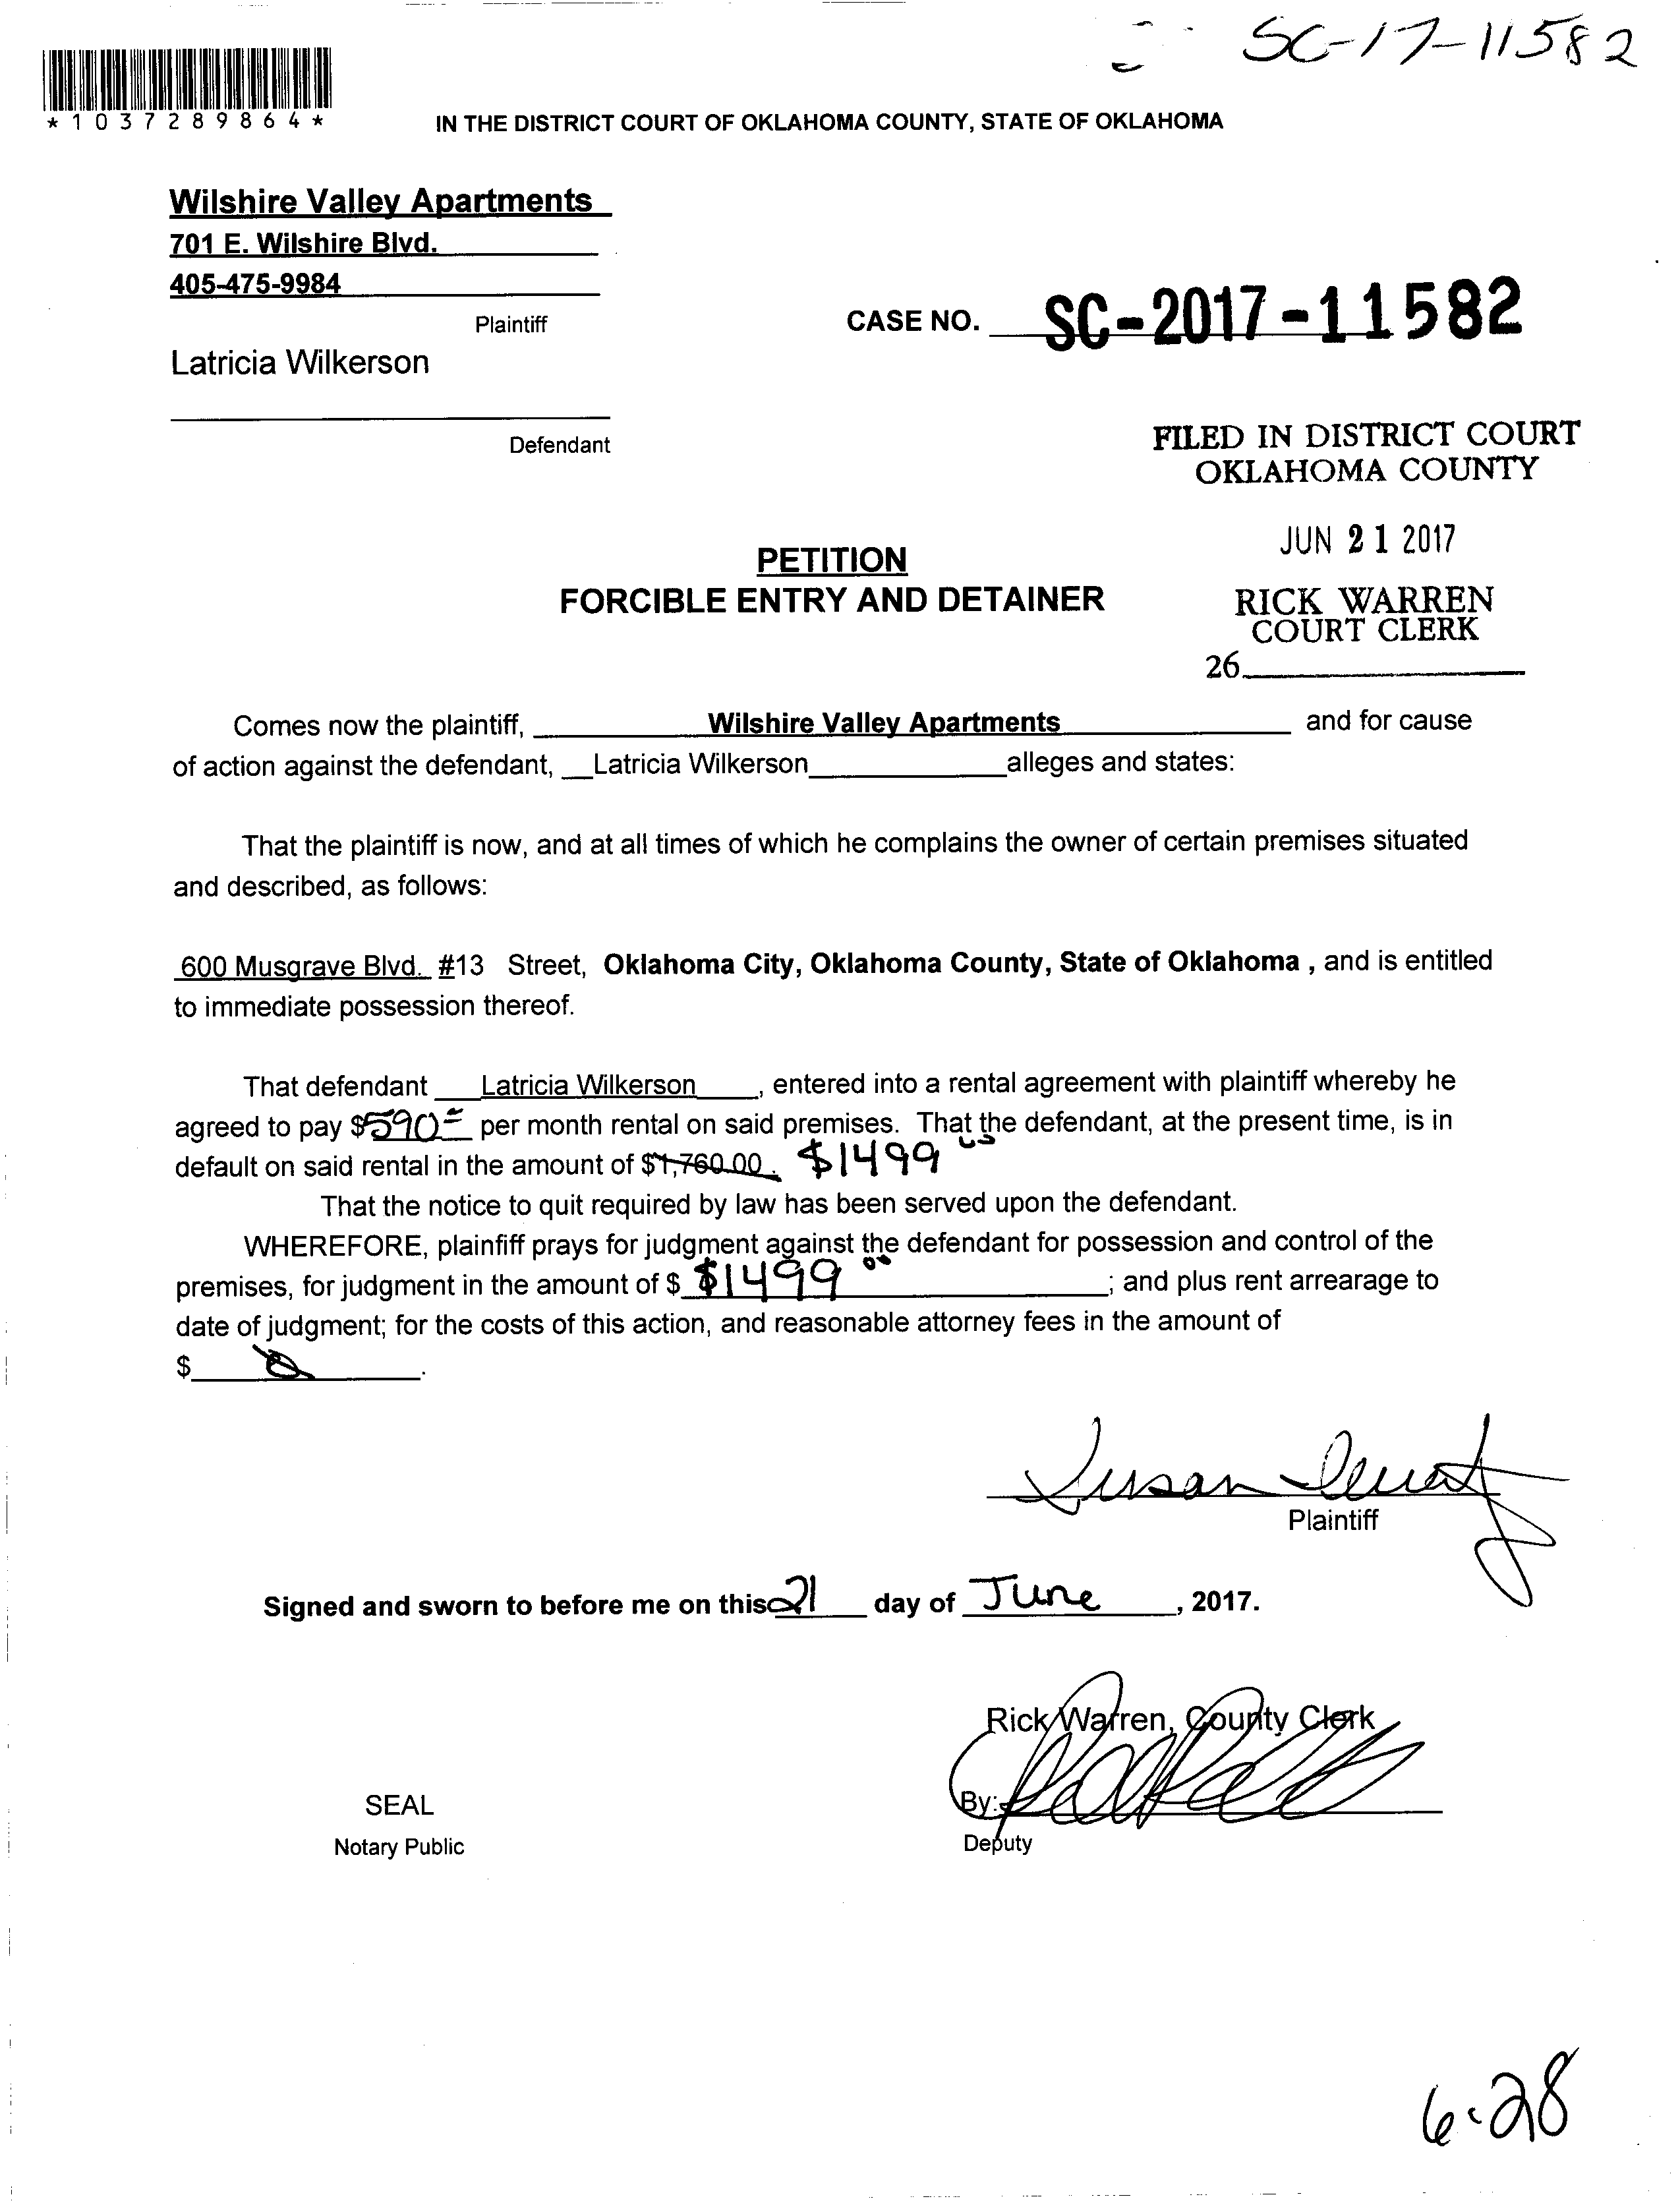 SC-17-11582
*1037289864*
IN THE DISTRICT COURT OF OKLAHOMA COUNTY, STATE OF OKLAHOMA
Wilshire Valley Apartments
701 E. Wilshire Blvd.
405-475-9984
Plaintiff
CASE NO. SC-2017-11582
Latricia Wilkerson
Defendant
FILED IN DISTRICT COURT
OKLAHOMA COUNTY
JUN 21 2017
RICK WARREN
COURT CLERK
26
PETITION
FORCIBLE ENTRY AND DETAINER
Comes now the plaintiff, Wilshire Valley Apartments and for cause
of action against the defendant, Latricia Wilkerson alleges and states:
That the plaintiff is now, and at all times of which he complains the owner of certain premises situated
and described, as follows:
600 Musgrave Blvd. #13 Street, Oklahoma City, Oklahoma County, State of Oklahoma , and is entitled
to immediate possession thereof.
That defendant Latricia Wilkerson, entered into a rental agreement with plaintiff whereby he
agreed to pay $590 per month rental on said premises. That the defendant, at the present time, is in
default on said rental in the amount of $1,760.00. $1499 00
That the notice to quit required by law has been served upon the defendant.
WHEREFORE, plainfiff prays for judgment against the defendant for possession and control of the
premises, for judgment in the amount of $ $1499 00; and plus rent arrearage to
date of judgment; for the costs of this action, and reasonable attorney fees in the amount of
$ 0.
Susan
Plaintiff
Signed and sworn to before me on this 21 day of June, 2017.
Rick Warren, County Clerk
SEAL
By:
Notary Public
Deputy
6-28